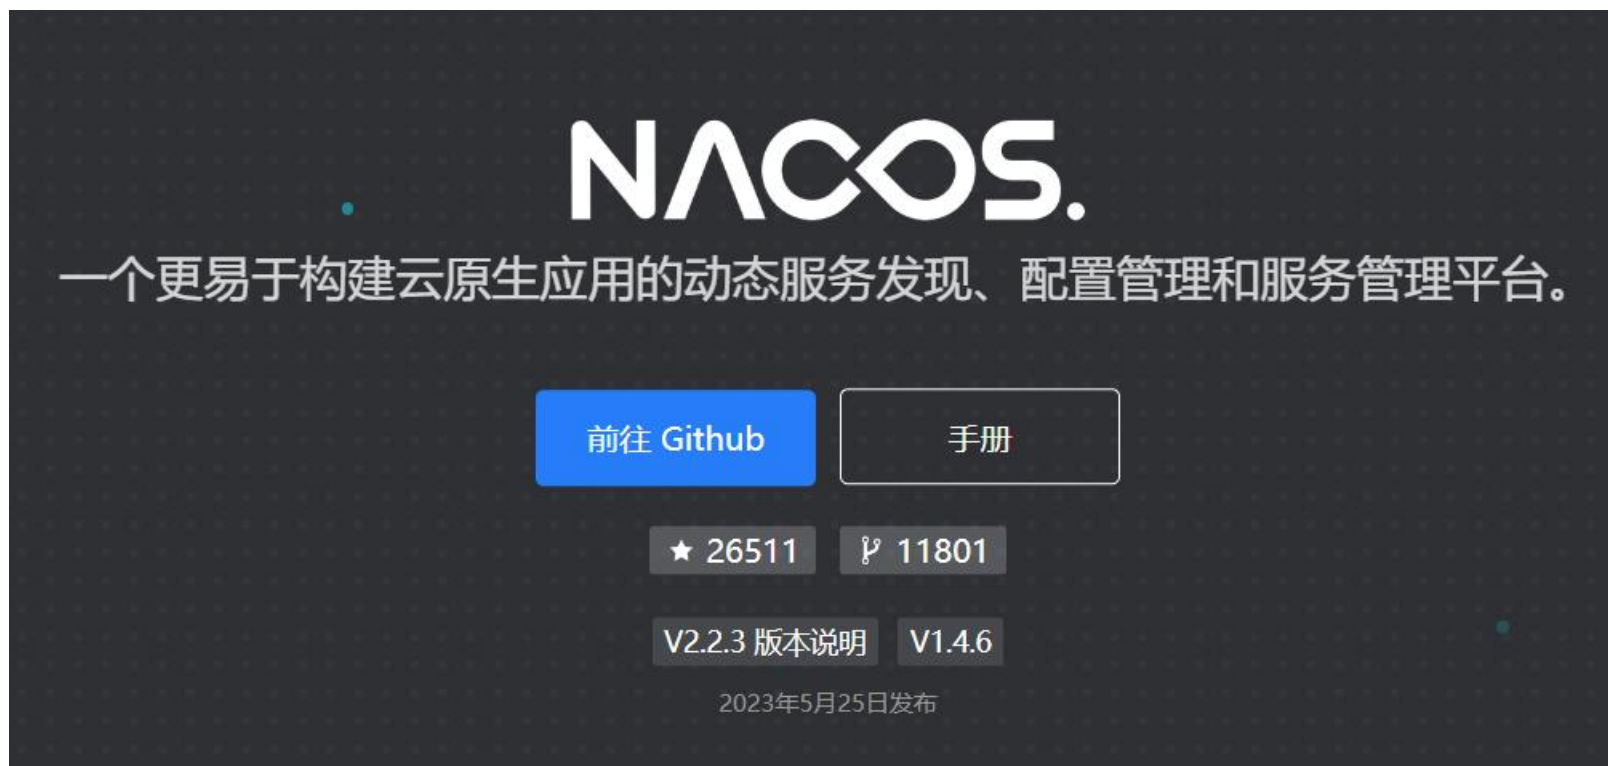 NACOS.
一个更易于构建云原生应用的动态服务发现、配置管理和服务管理平台。
前往 Github
手册
26511
11801
V2.2.3 版本说明
V1.4.6
2023年5月25日发布